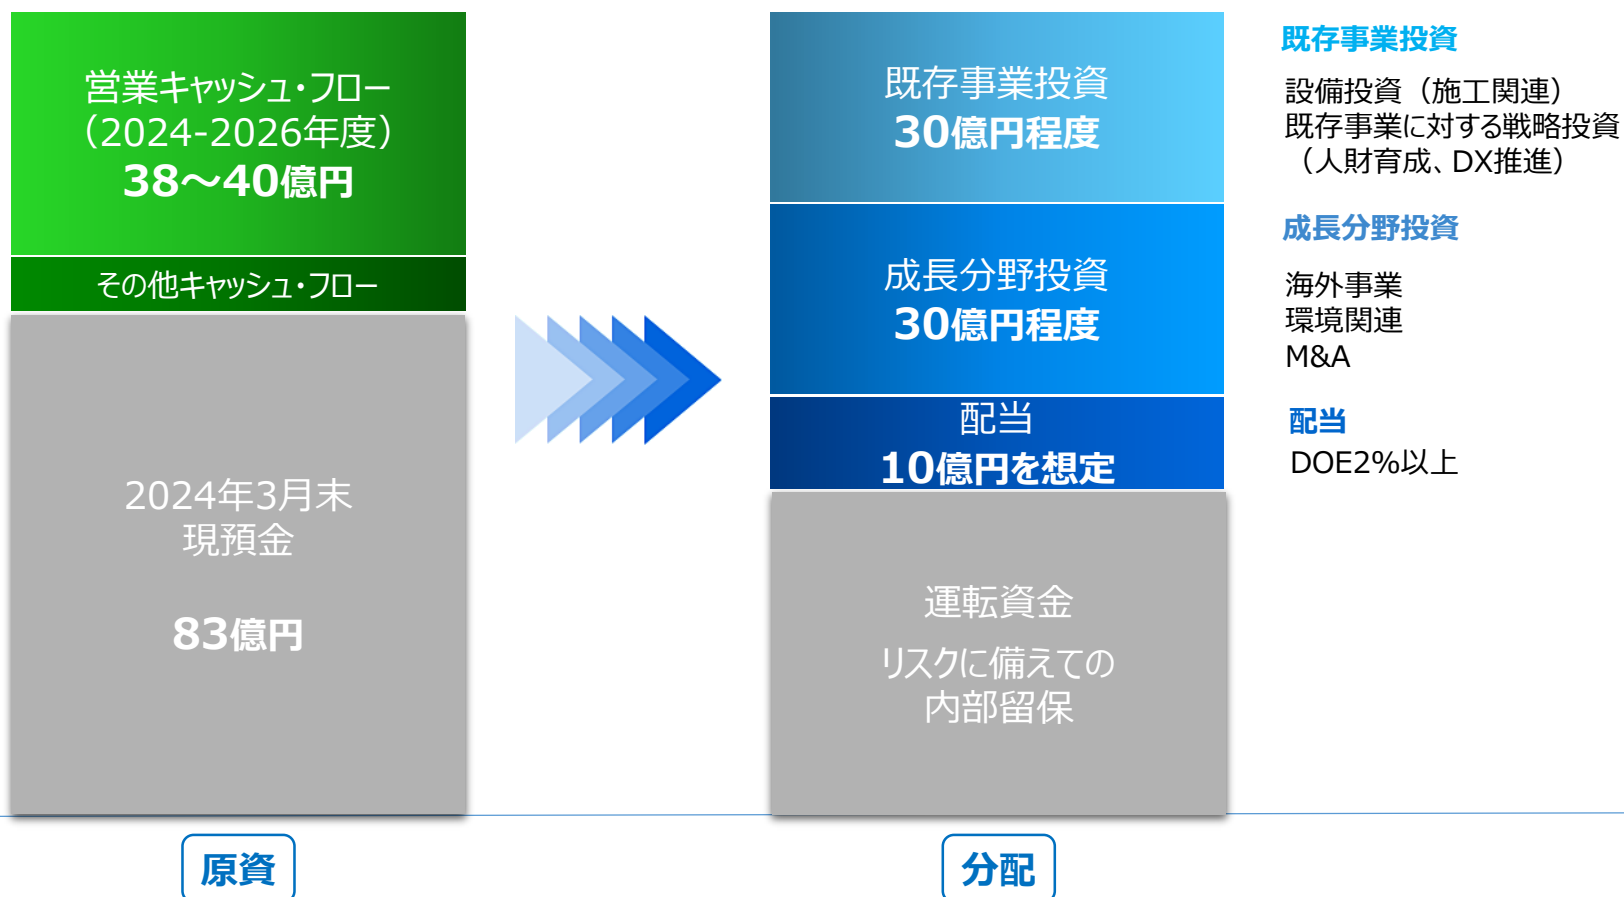 営業キャッシュ・フロー
（2024-2026年度）
38～40億円
その他キャッシュ・フロー
2024年3月末
現預金
83億円
原資
既存事業投資
30億円程度
成長分野投資
30億円程度
配当
10億円を想定
運転資金
リスクに備えての
内部留保
分配
既存事業投資
設備投資（施工関連）
既存事業に対する戦略投資
（人財育成、DX推進）
成長分野投資
海外事業
環境関連
M&A
配当
DOE2%以上